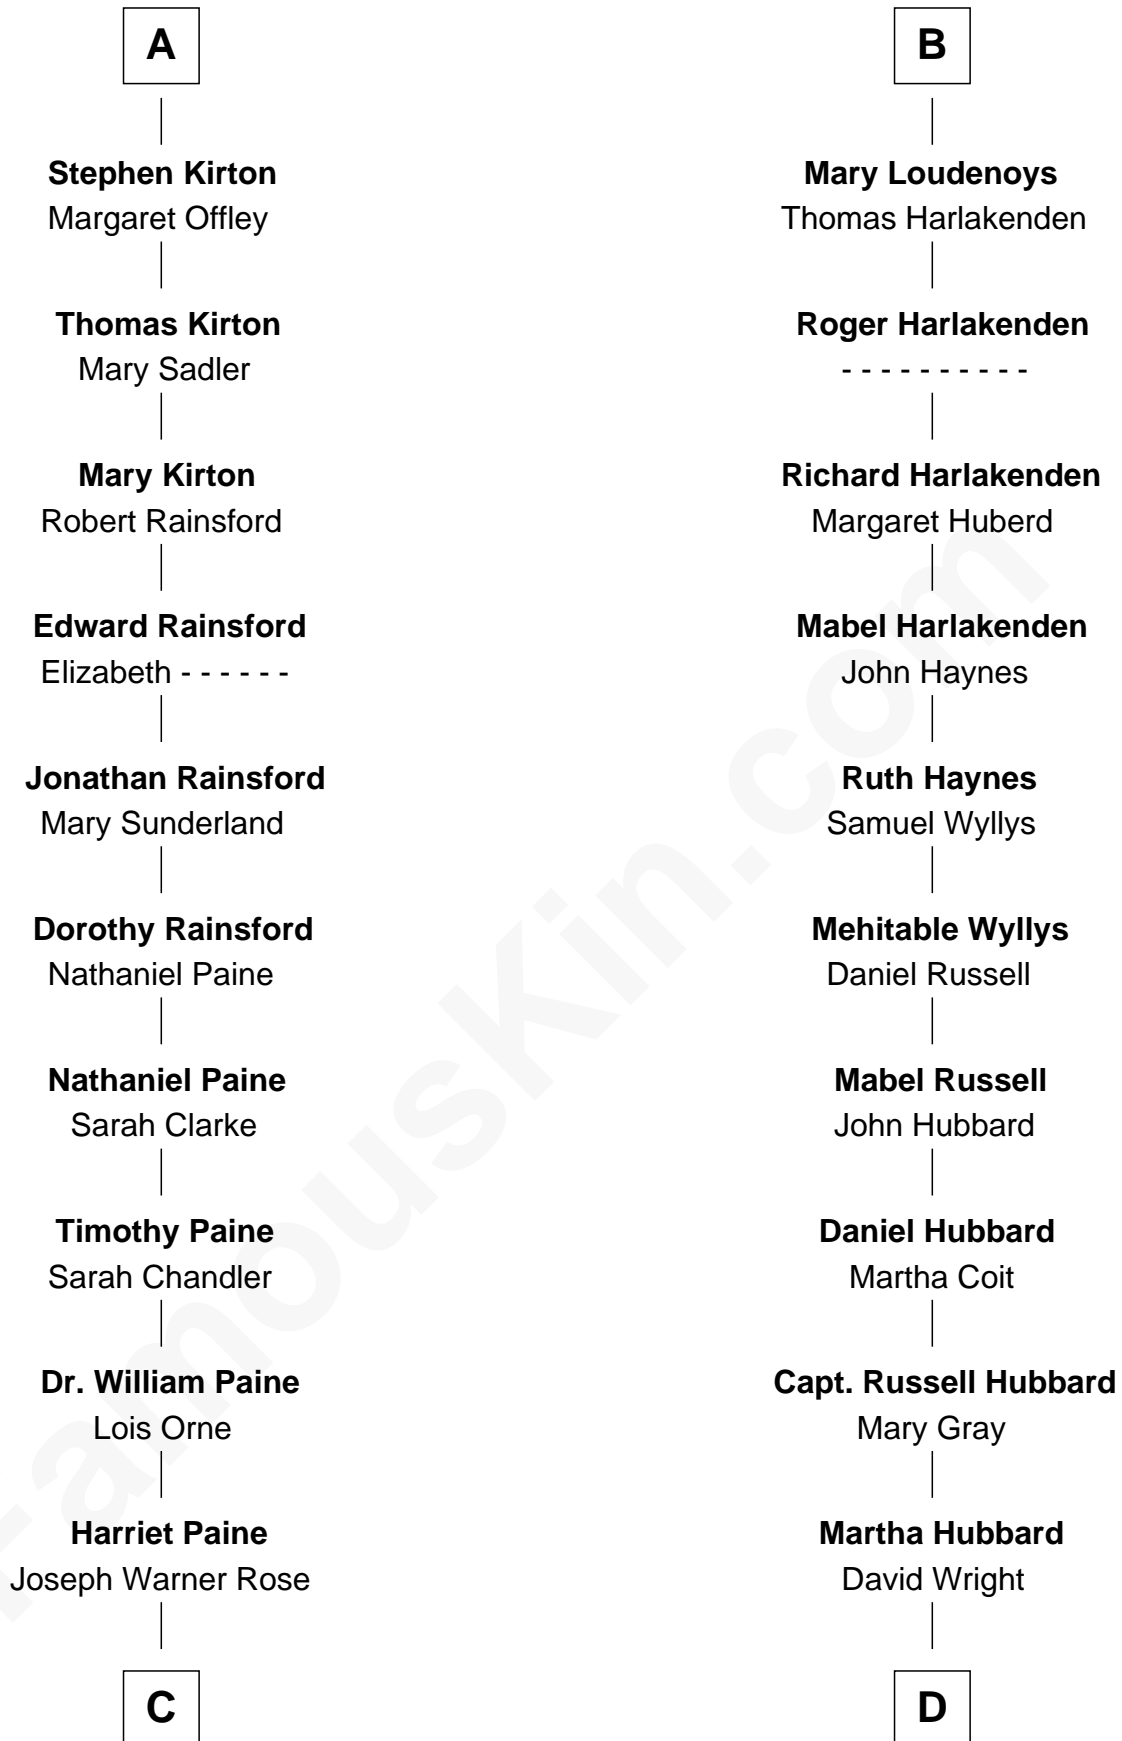 A
Stephen Kirton
Margaret Offley
Thomas Kirton
Mary Sadler
Mary Kirton
Robert Rainsford
Edward Rainsford
Elizabeth - - - - - -
Jonathan Rainsford
Mary Sunderland
Dorothy Rainsford
Nathaniel Paine
Nathaniel Paine
Sarah Clarke
Timothy Paine
Sarah Chandler
Dr. William Paine
Lois Orne
Harriet Paine
Joseph Warner Rose
C
B
Mary Loudenoys
Thomas Harlakenden
Roger Harlakenden
- - - - - - - - - -
Richard Harlakenden
Margaret Huberd
Mabel Harlakenden
John Haynes
Ruth Haynes
Samuel Wyllys
Mehitable Wyllys
Daniel Russell
Mabel Russell
John Hubbard
Daniel Hubbard
Martha Coit
Capt. Russell Hubbard
Mary Gray
Martha Hubbard
David Wright
D
FamousKin.com